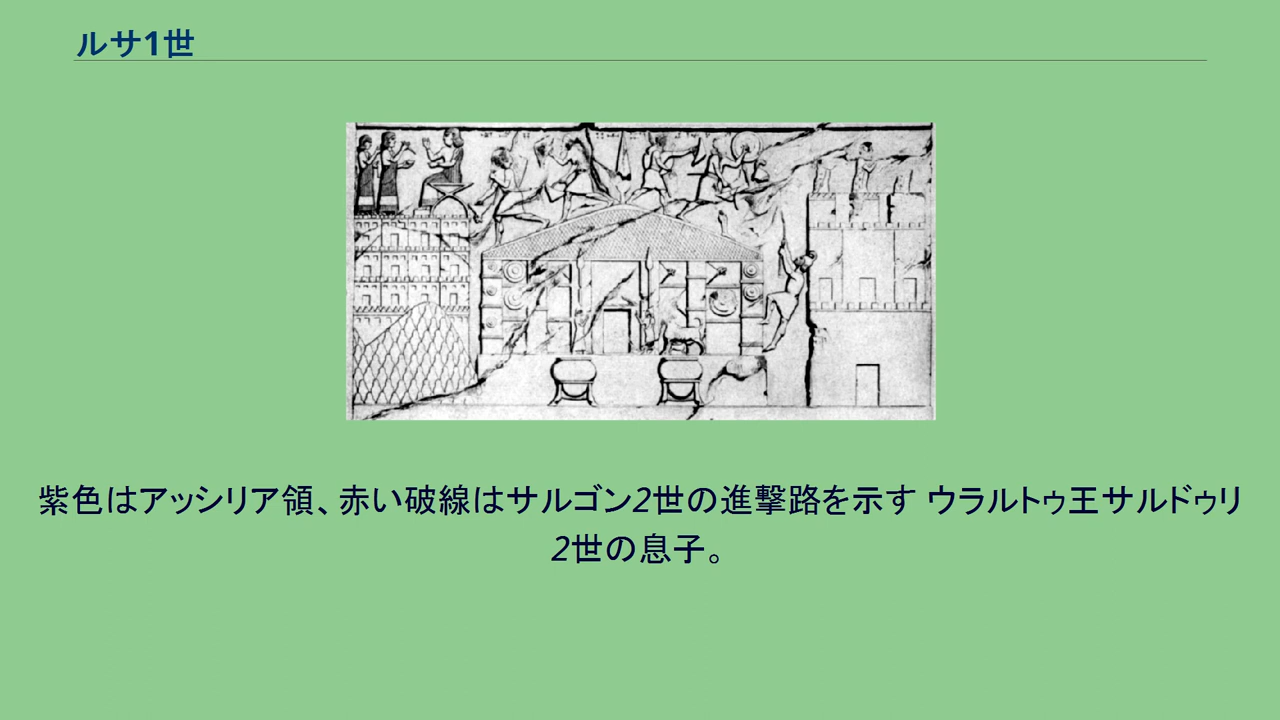 ルサ1世
紫色はアッシリア領、赤い破線はサルゴン2世の進撃路を示す ウラルトゥ王サルドゥリ
2世の息子。